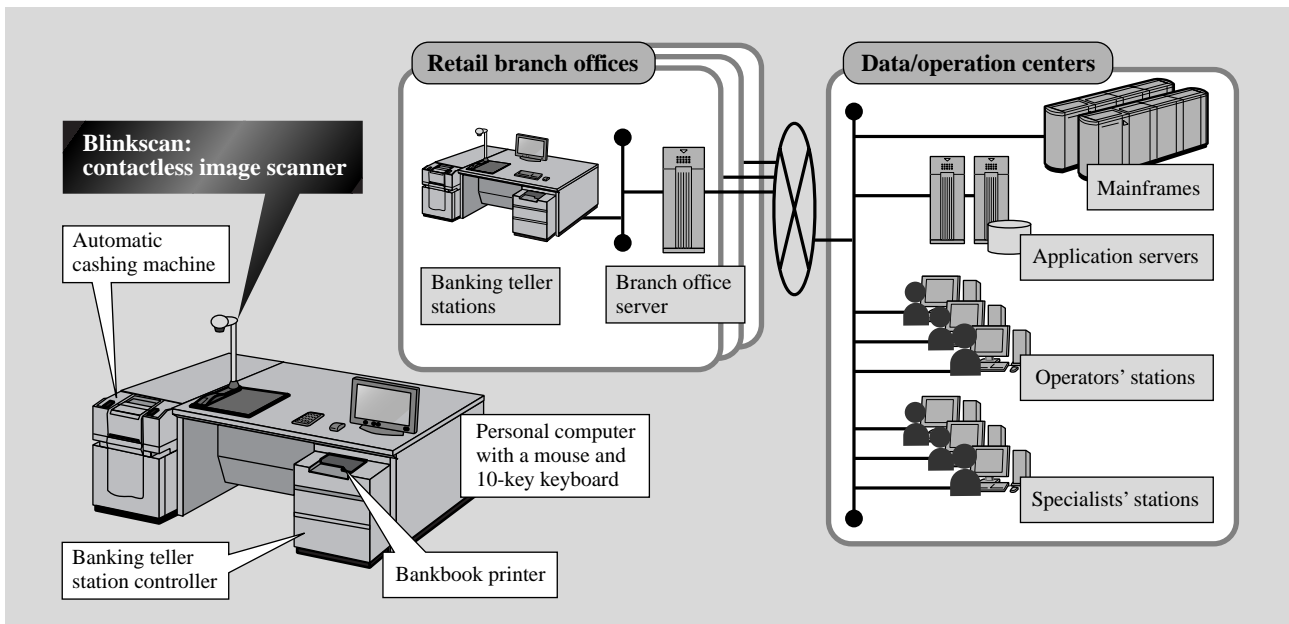 Retail branch offices
Data/operation centers
Blinkscan:
contactless image scanner
Mainframes
Automatic
cashing machine
Application servers
Banking teller
stations
Branch office
server
Operators’ stations
Personal computer
with a mouse and
10-key keyboard
Specialists’ stations
Banking teller
station controller
Bankbook printer